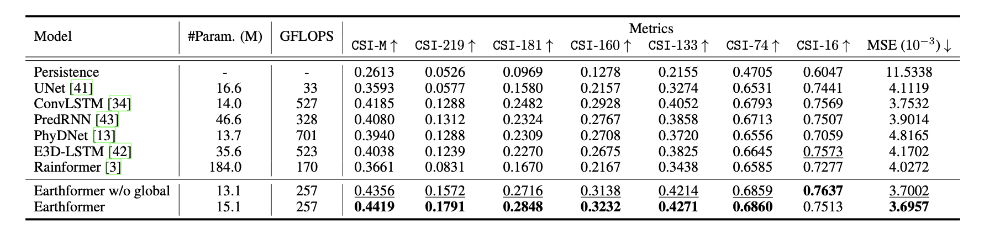 Model #Param. (M) GFLOPS Metrics
CSI-M ↑ CSI-219 ↑ CSI-181 ↑ CSI-160 ↑ CSI-133 ↑ CSI-74 ↑ CSI-16 ↑ MSE (10⁻³) ↓
Persistence - - 0.2613 0.0526 0.0969 0.1278 0.2155 0.4705 0.6047 11.5338
UNet [41] 16.6 33 0.3593 0.0577 0.1580 0.2157 0.3274 0.6531 0.7441 4.1119
ConvLSTM [34] 14.0 527 0.4185 0.1288 0.2482 0.2928 0.4052 0.6793 0.7569 3.7532
PredRNN [43] 46.6 328 0.4080 0.1312 0.2324 0.2767 0.3858 0.6713 0.7507 3.9014
PhyDNet [13] 13.7 701 0.3940 0.1288 0.2309 0.2708 0.3720 0.6556 0.7059 4.8165
E3D-LSTM [42] 35.6 523 0.4038 0.1239 0.2270 0.2675 0.3825 0.6645 0.7573 4.1702
Rainformer [3] 184.0 170 0.3661 0.0831 0.1670 0.2167 0.3438 0.6585 0.7277 4.0272
Earthformer w/o global 13.1 257 0.4356 0.1572 0.2716 0.3138 0.4214 0.6859 0.7637 3.7002
Earthformer 15.1 257 0.4419 0.1791 0.2848 0.3232 0.4271 0.6860 0.7513 3.6957